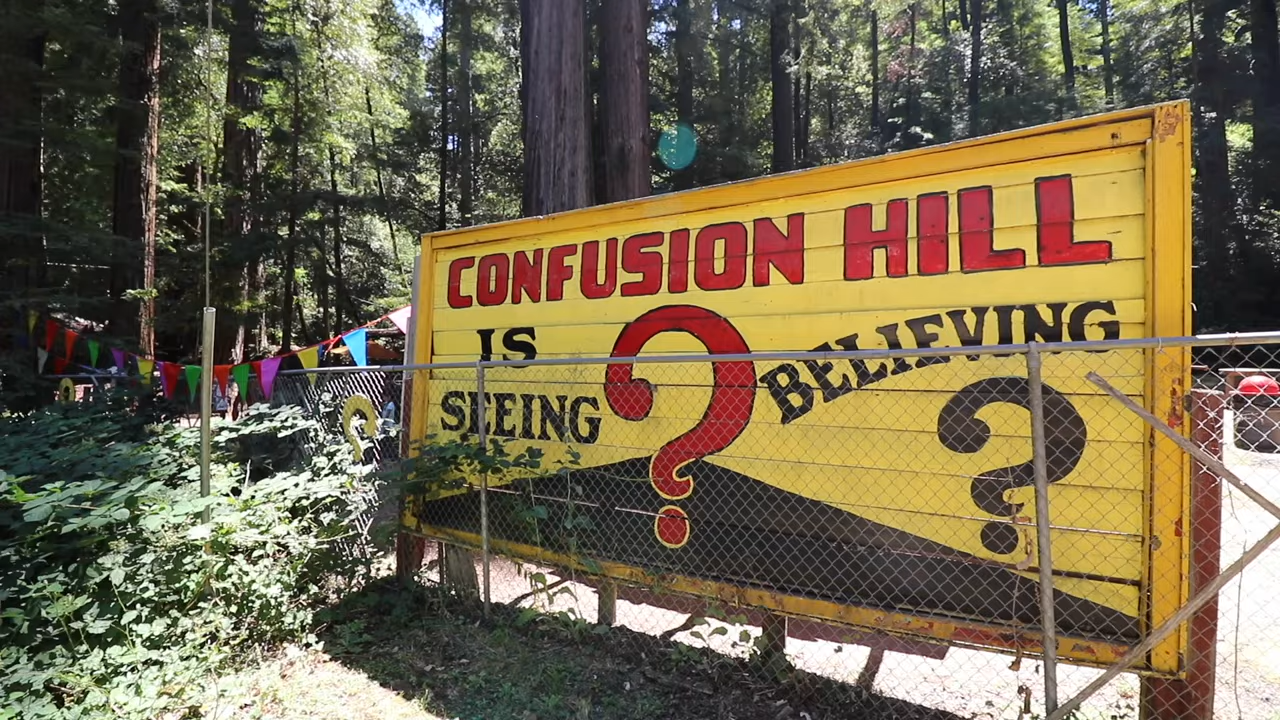 CONFUSION HILL
IS
SEEING
?
BELIEVING
?